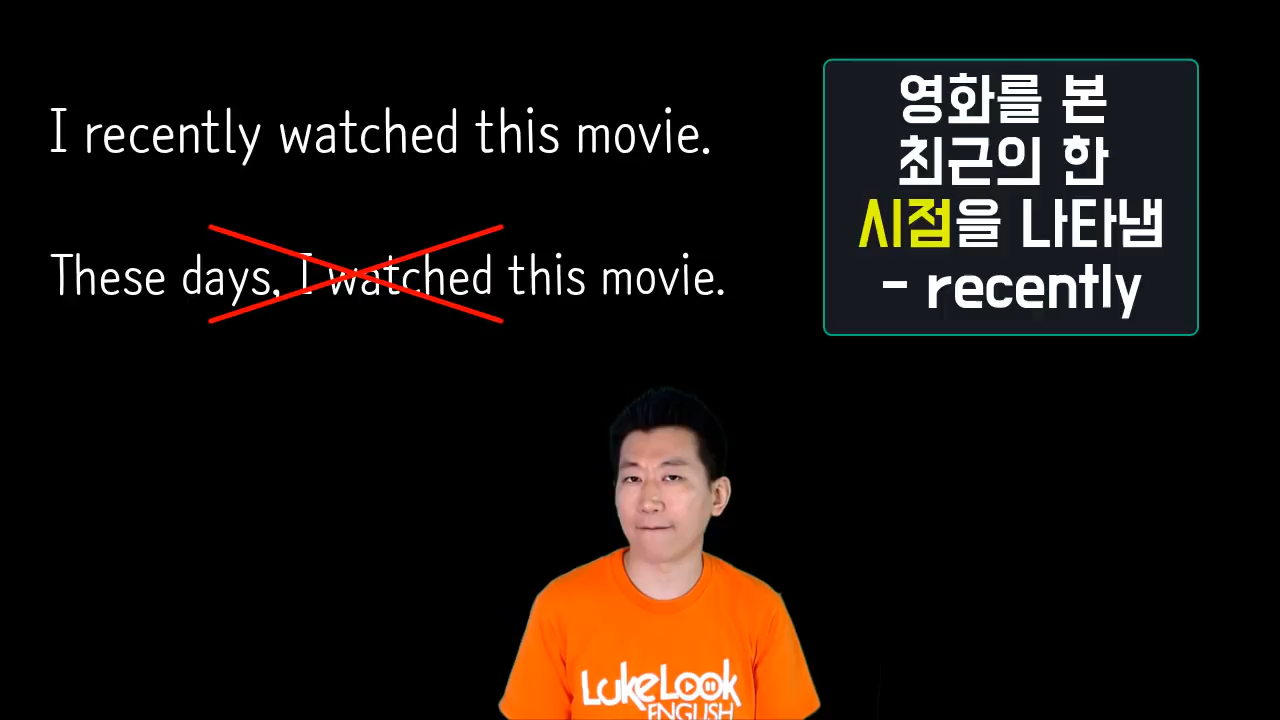 I recently watched this movie.
These days, I watched this movie.
영화를 본
최근의 한
시점을 나타냄
- recently
LukeLook
ENGLISH